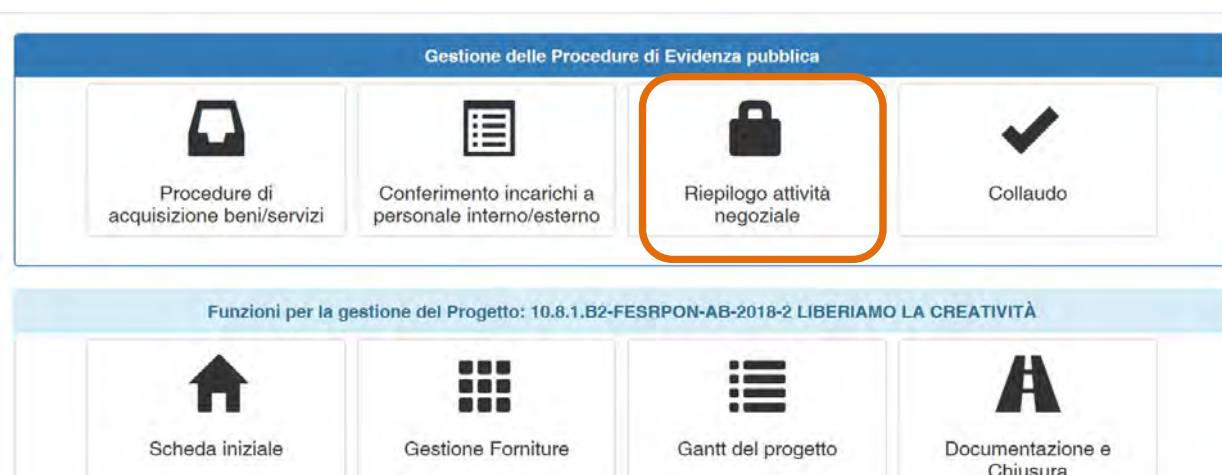 Gestione delle Procedure di Evidenza pubblica
Procedure di
acquisizione beni/servizi
Conferimento incarichi a
personale interno/esterno
Riepilogo attività
negoziale
Collaudo
Funzioni per la gestione del Progetto: 10.8.1.B2-FESRPON-AB-2018-2 LIBERIAMO LA CREATIVITÀ
Scheda iniziale
Gestione Forniture
Gantt del progetto
Documentazione e
Chiusura